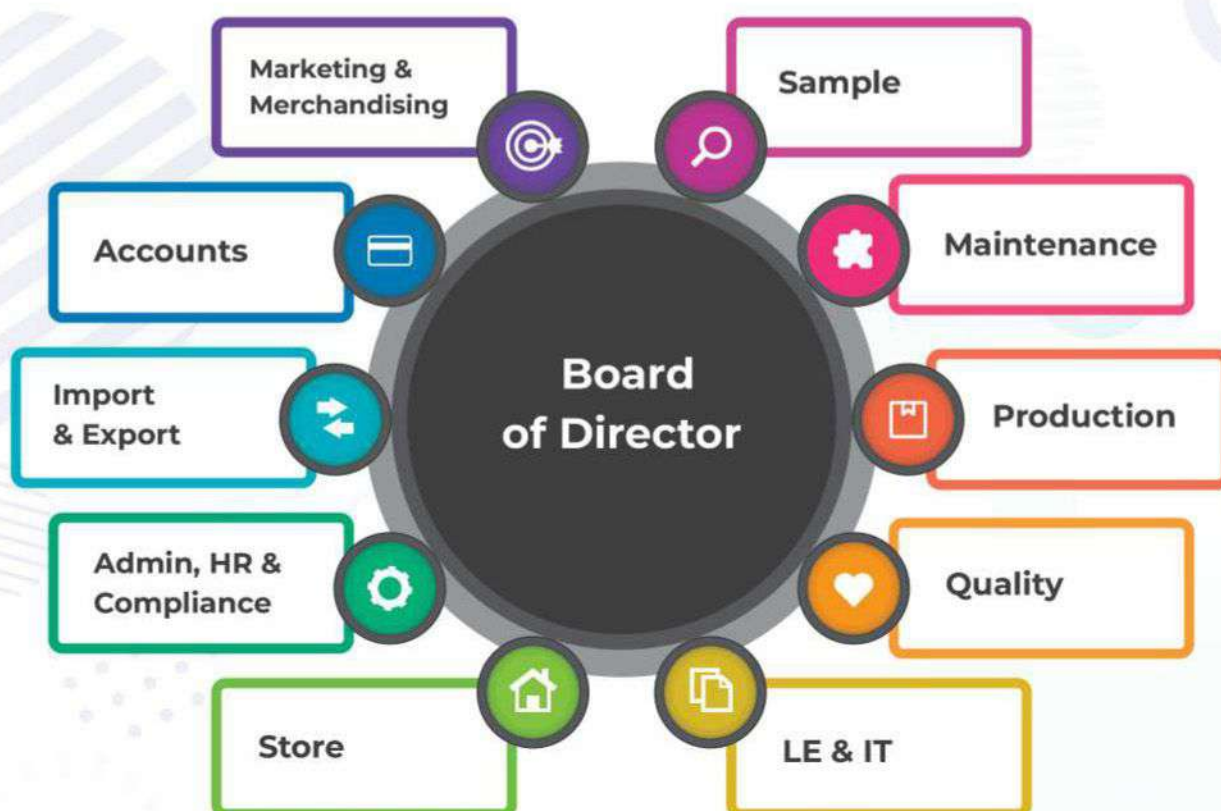 Marketing &
Merchandising
Sample
Accounts
Maintenance
Import
& Export
Board
of Director
Production
Admin, HR &
Compliance
Quality
Store
LE & IT